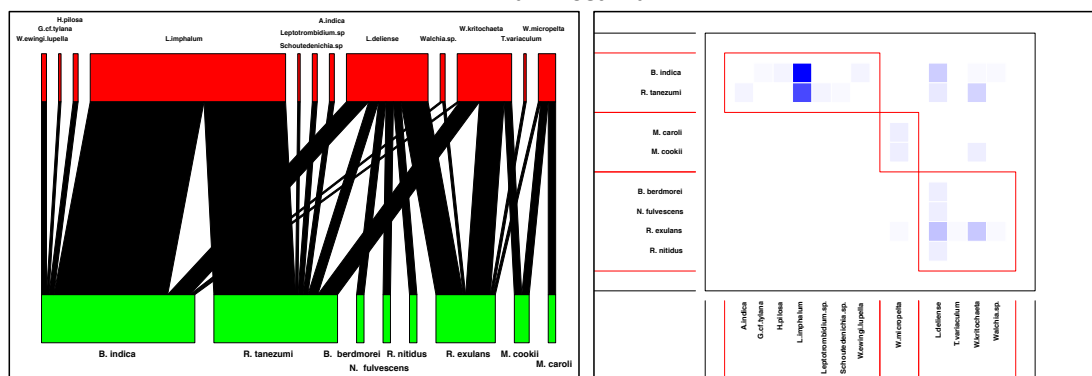 H.pilosa
G.cf.tylana
W.ewingi.lupella
L.imphalum
A.indica
Leptotrombidium.sp
Schoutedenichia.sp
L.deliense
Walchia.sp.
W.kritochaeta
T.variaculum
W.micropelta
B. indica
R. tanezumi
B. berdmorei
N. fulvescens
R. nitidus
R. exulans
M. cookii
M. caroli
B. indica
R. tanezumi
M. caroli
M. cookii
B. berdmorei
N. fulvescens
R. exulans
R. nitidus
A.indica
G.cf.tylana
H.pilosa
L.imphalum
Leptotrombidium.sp.
Schoutedenichia.sp.
W.ewingi.lupella
W.micropelta
L.deliense
T.variaculum
W.kritochaeta
Walchia.sp.